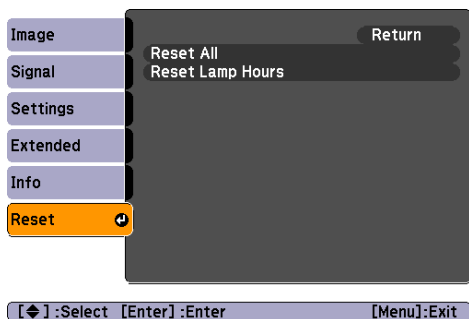 Image
Signal
Settings
Extended
Info
Reset
Return
Reset All
Reset Lamp Hours
[◆] :Select [Enter] :Enter [Menu]:Exit